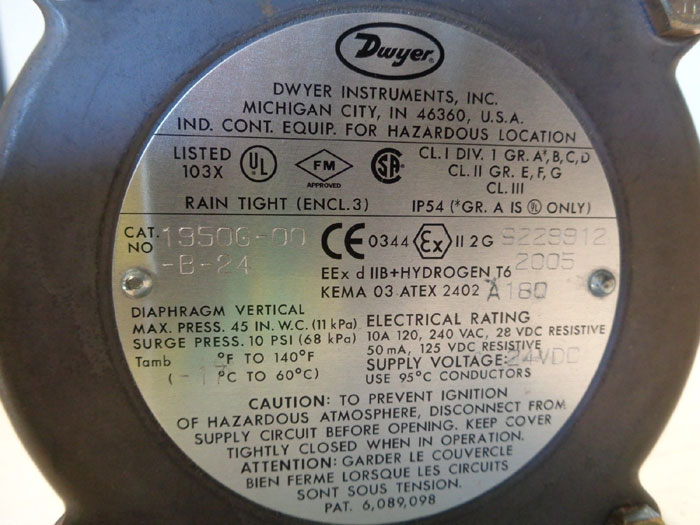 Dwyer®
DWYER INSTRUMENTS, INC.
MICHIGAN CITY, IN 46360, U.S.A.
IND. CONT. EQUIP. FOR HAZARDOUS LOCATION
LISTED 103X UL FM APPROVED SA CL. I DIV. 1 GR. A*, B, C, D
CL. II GR. E, F, G
CL. III
RAIN TIGHT (ENCL. 3) IP54 (*GR. A IS UL ONLY)
CAT. NO 1950G-00 CE 0344 Ex II 2 G S229912
-B-24 EEx d IIB+HYDROGEN T6 2005
KEMA 03 ATEX 2402 180
DIAPHRAGM VERTICAL
MAX. PRESS. 45 IN. W.C. (11 kPa)
SURGE PRESS. 10 PSI (68 kPa)
Tamb °F TO 140°F
(-17 °C TO 60°C)
ELECTRICAL RATING
10A 120, 240 VAC, 28 VDC RESISTIVE
50 mA, 125 VDC RESISTIVE
SUPPLY VOLTAGE: 24VDC
USE 95°C CONDUCTORS
CAUTION: TO PREVENT IGNITION
OF HAZARDOUS ATMOSPHERE, DISCONNECT FROM
SUPPLY CIRCUIT BEFORE OPENING. KEEP COVER
TIGHTLY CLOSED WHEN IN OPERATION.
ATTENTION: GARDER LE COUVERCLE
BIEN FERME LORSQUE LES CIRCUITS
SONT SOUS TENSION.
PAT. 6,089,098